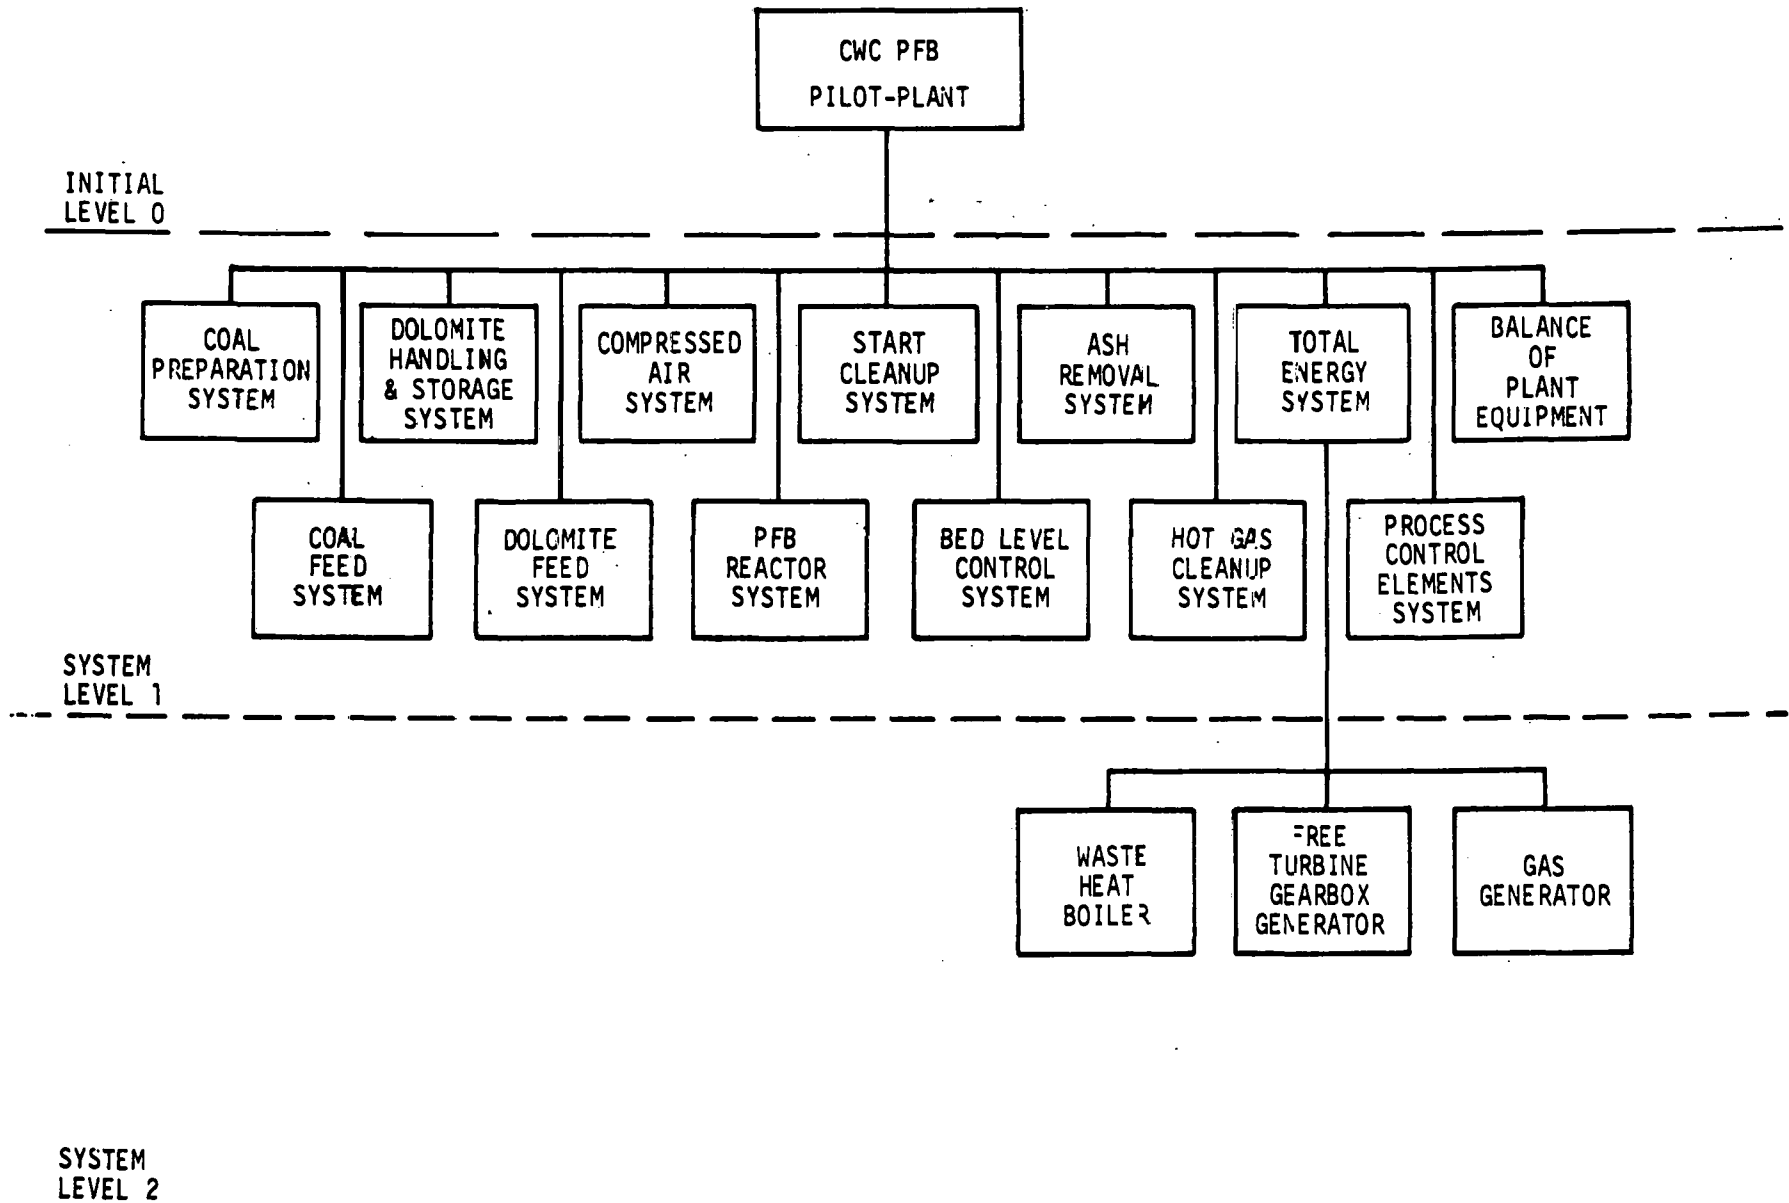 CWC PFB
PILOT-PLANT
INITIAL
LEVEL 0
COAL
PREPARATION
SYSTEM
DOLOMITE
HANDLING
& STORAGE
SYSTEM
COMPRESSED
AIR
SYSTEM
START
CLEANUP
SYSTEM
ASH
REMOVAL
SYSTEM
TOTAL
ENERGY
SYSTEM
BALANCE
OF
PLANT
EQUIPMENT
COAL
FEED
SYSTEM
DOLOMITE
FEED
SYSTEM
PFB
REACTOR
SYSTEM
BED LEVEL
CONTROL
SYSTEM
HOT GAS
CLEANUP
SYSTEM
PROCESS
CONTROL
ELEMENTS
SYSTEM
SYSTEM
LEVEL 1
WASTE
HEAT
BOILER
FREE
TURBINE
GEARBOX
GENERATOR
GAS
GENERATOR
SYSTEM
LEVEL 2